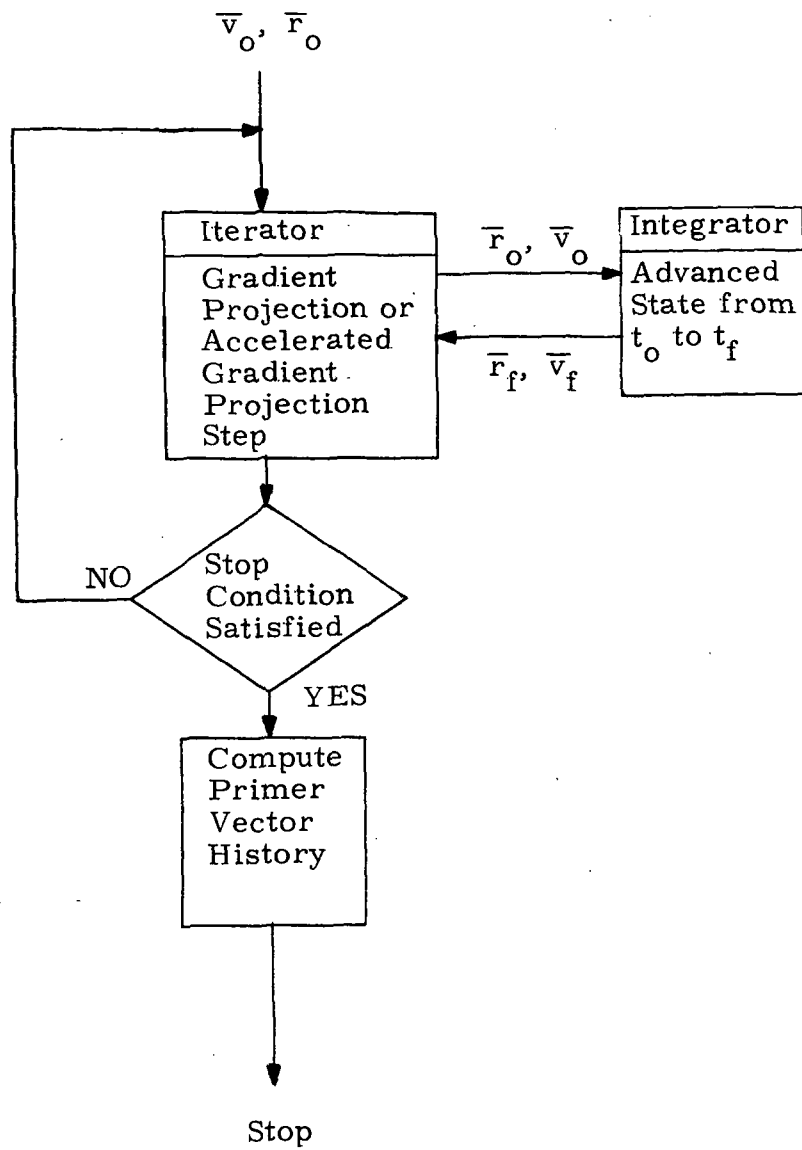 v̅o, r̅o
Iterator
Gradient
Projection or
Accelerated
Gradient
Projection
Step
r̅o, v̅o
r̅f, v̅f
Integrator
Advanced
State from
to to tf
NO
Stop
Condition
Satisfied
YES
Compute
Primer
Vector
History
Stop